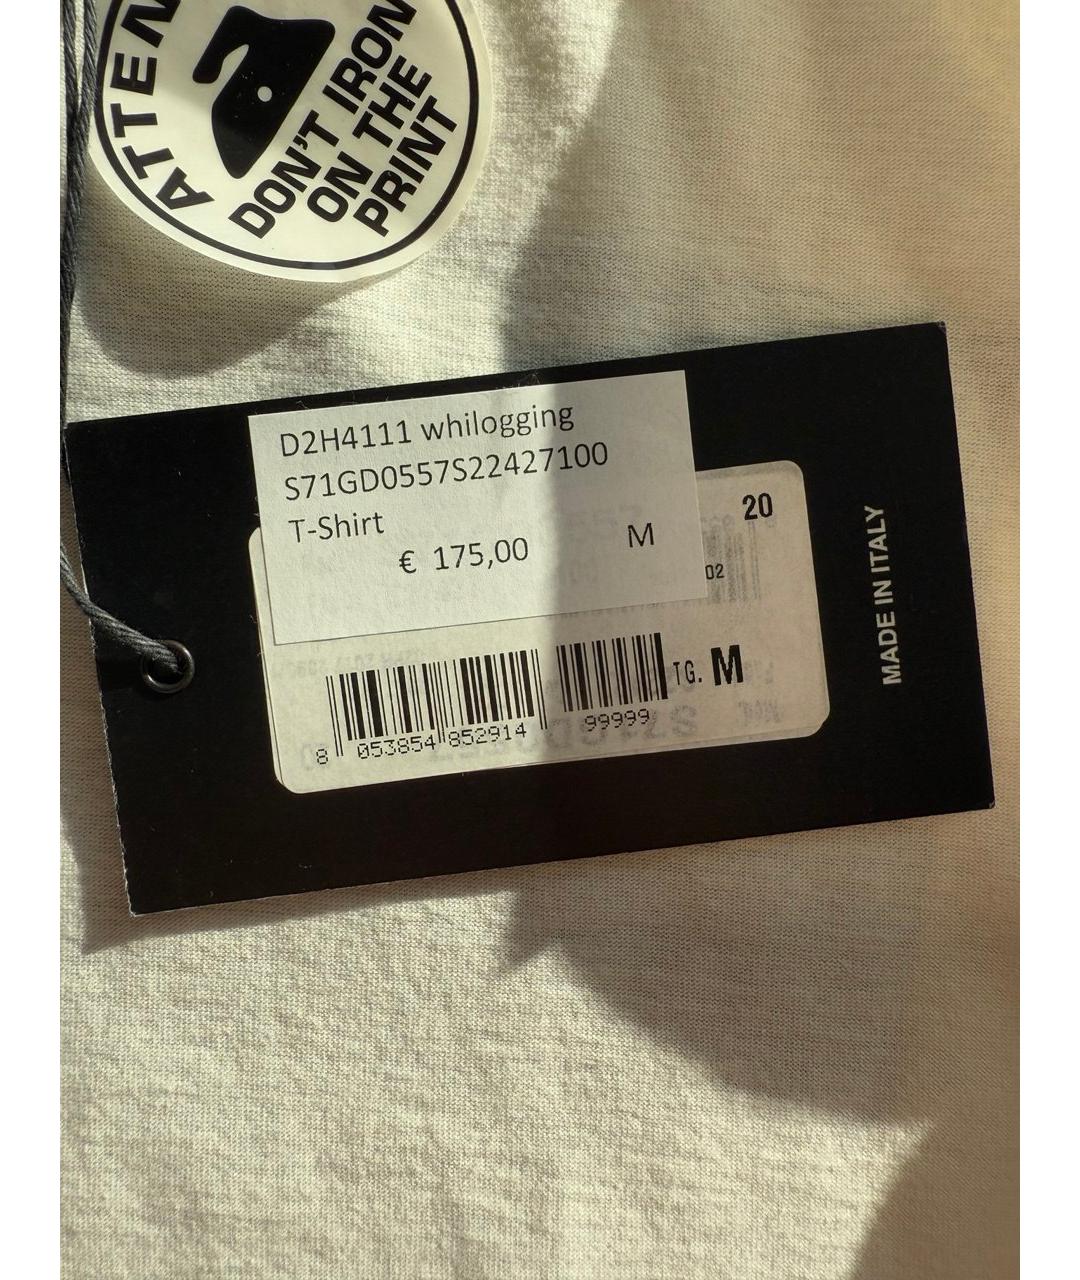 ATTEN
DON'T IRON
ON THE
PRINT
D2H4111 whilogging
S71GD0557S22427100
T-Shirt
€ 175,00
M
20
02
TG. M
8 053854 852914 99999
MADE IN ITALY